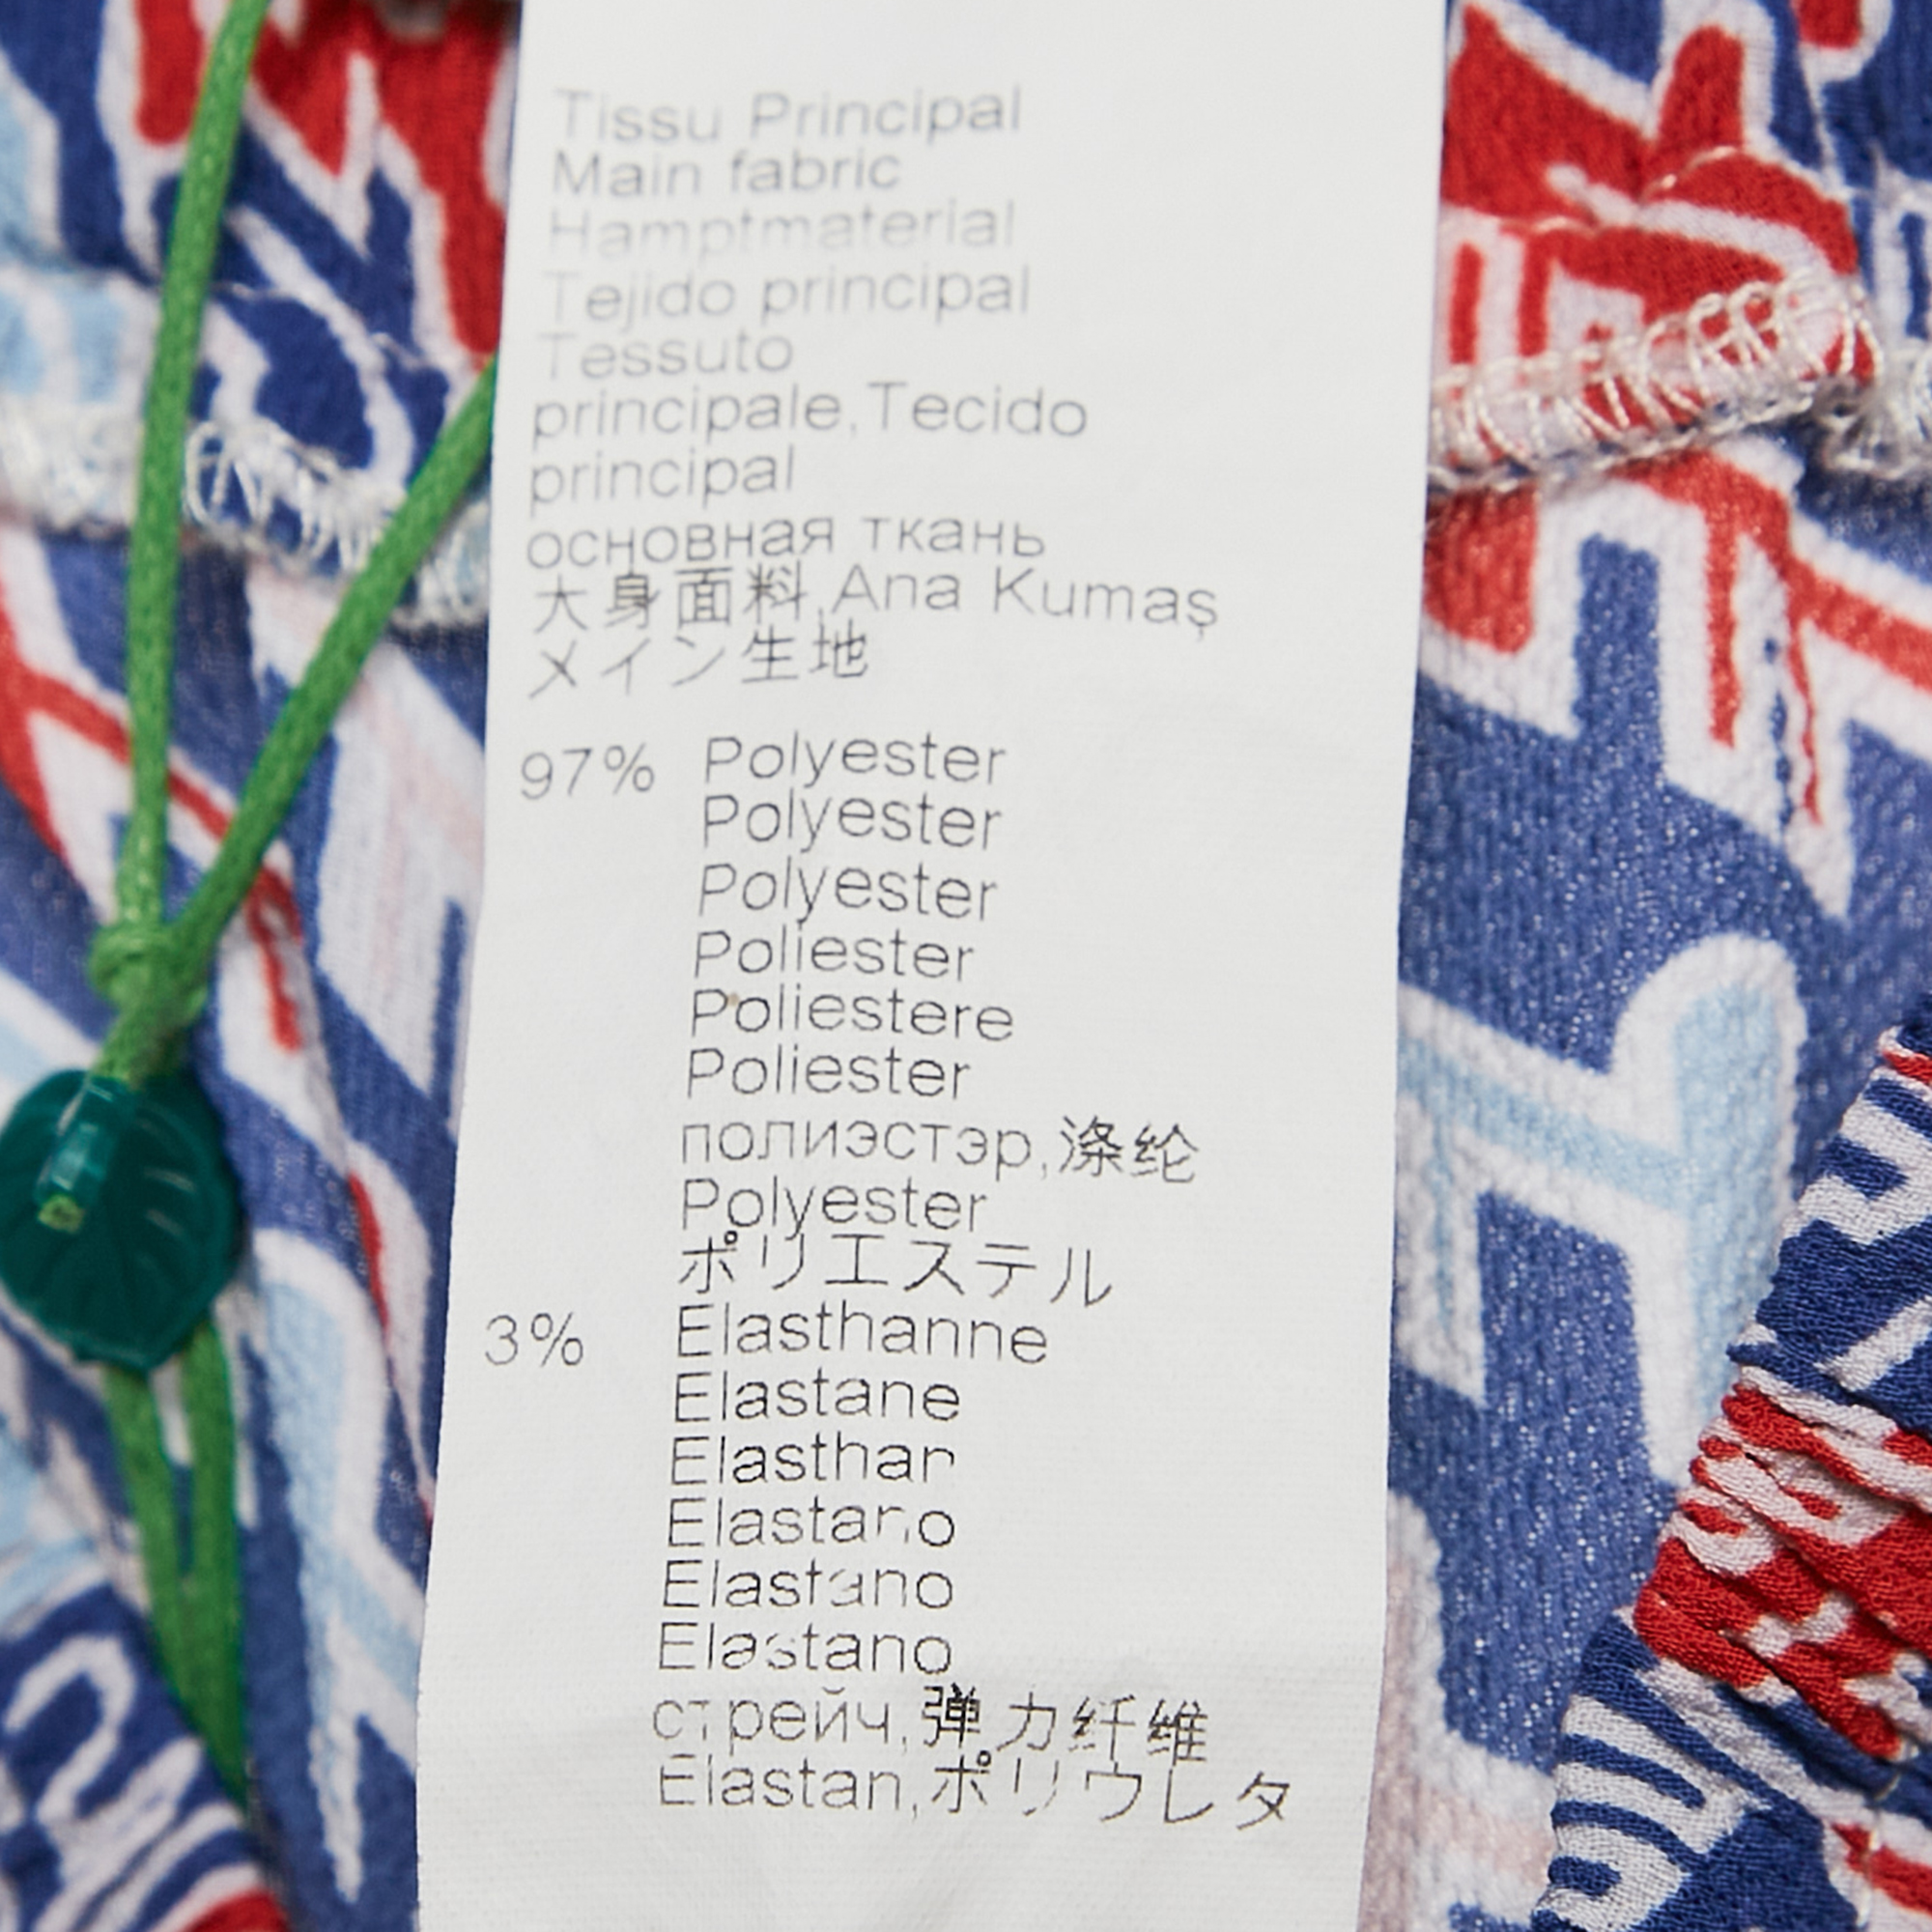 Tissu Principal
Main fabric
Hamptmaterial
Tejido principal
Tessuto
principale,Tecido
principal
основная ткань
大身面料,Ana Kumaş
メイン生地
97% Polyester
Polyester
Polyester
Poliester
Poliestere
Poliester
полиэстэр,涤纶
Polyester
ポリエステル
3% Elasthanne
Elastane
Elasthan
Elastano
Elastano
Elastano
стрейч,弹力纤维
Elastan,ポリウレタ